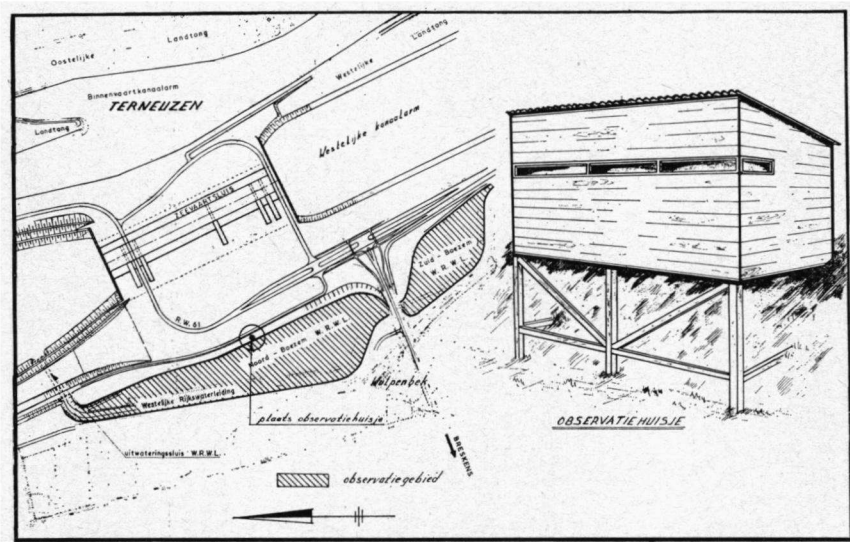 Oostelijke Landtong
Binnenvaartkanaalarm
TERNEUZEN
Landtong
Westelijke Landtong
Westelijke kanaalarm
ZEEVAARTSLUIS
R.W. 61
Zuid - Boezem
W.R.W.L.
Noord - Boezem W.R.W.L.
Westelijke Rijkswaterleiding
plaats observatiehuisje
uitwateringssluis W.R.W.L.
BRESKENS
observatiegebied
OBSERVATIEHUISJE